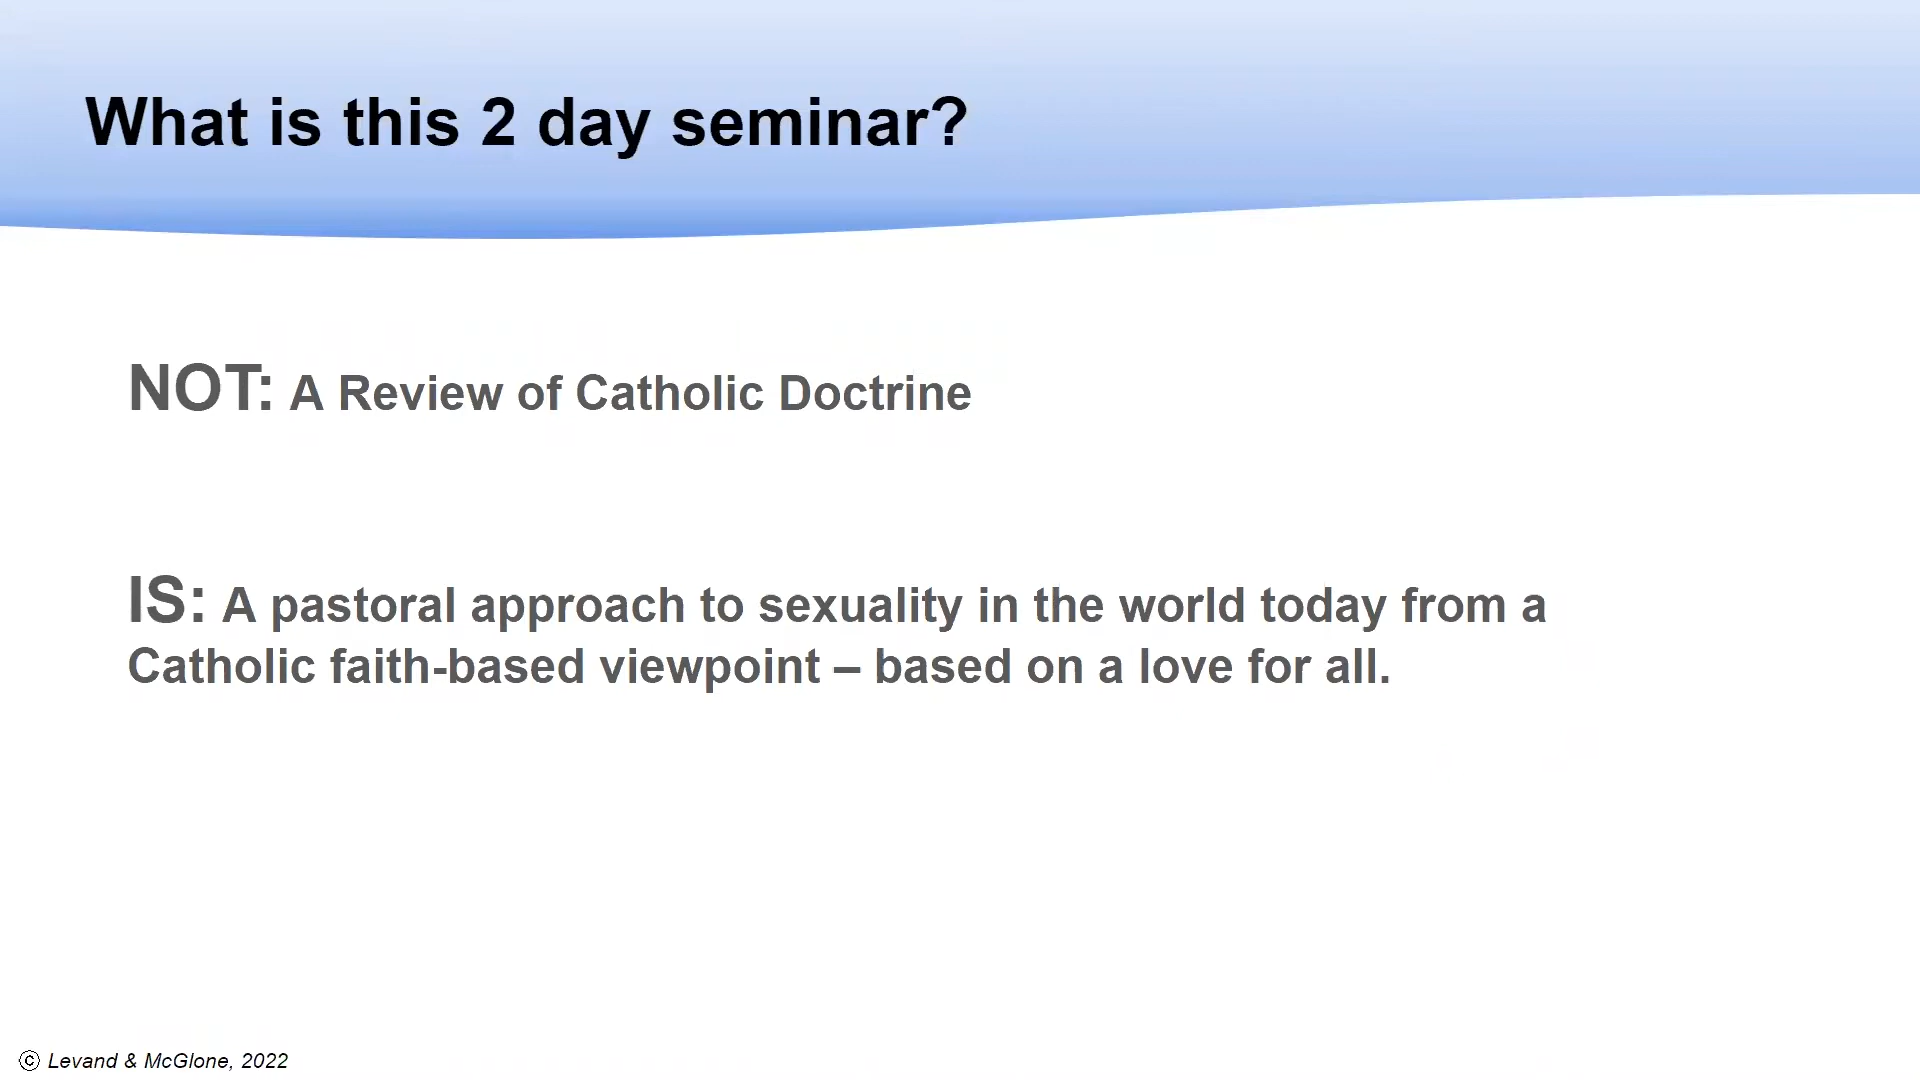 What is this 2 day seminar?
NOT: A Review of Catholic Doctrine
IS: A pastoral approach to sexuality in the world today from a
Catholic faith-based viewpoint – based on a love for all.
© Levand & McGlone, 2022